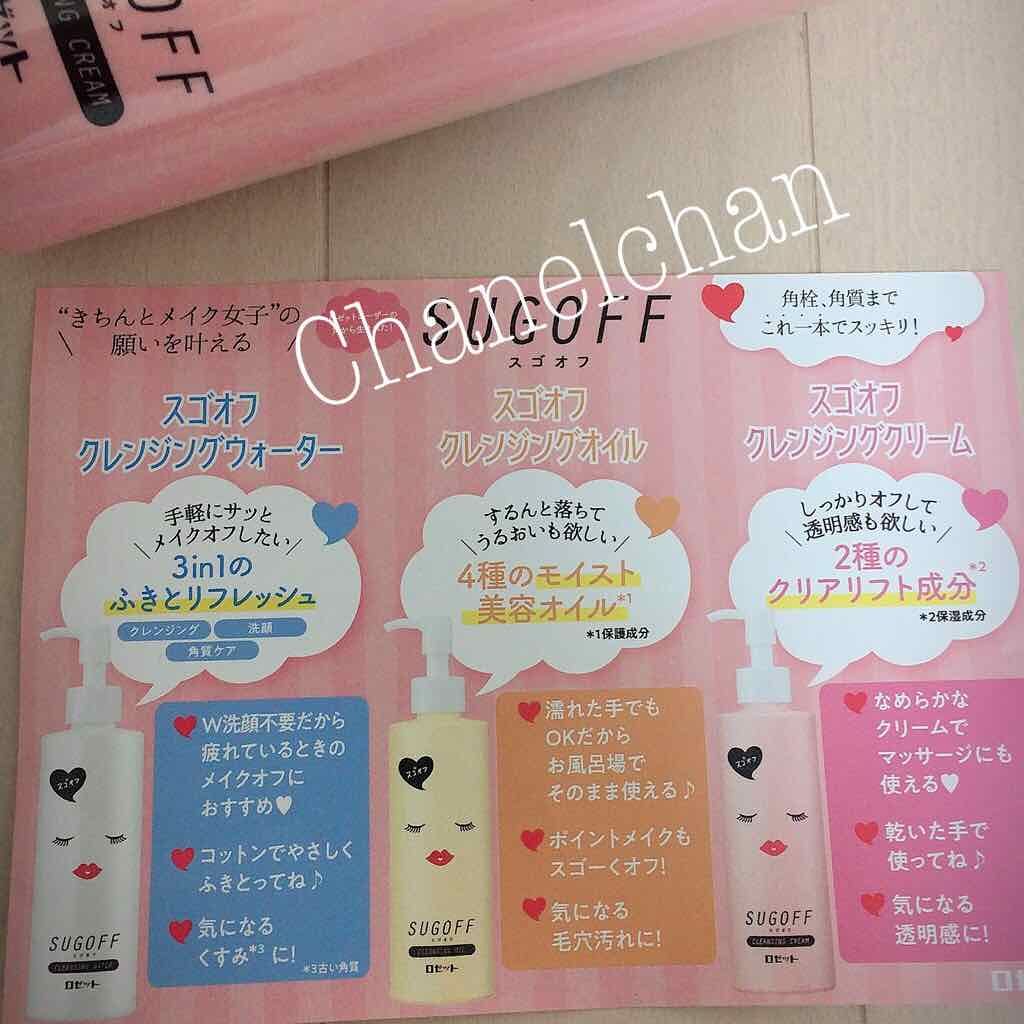 OFF
オフ
NG CREAM
ゼット
Chanelchan
"きちんとメイク女子"の
願いを叶える
SUGOFF
スゴオフ
角栓、角質まで
これ一本でスッキリ!
スゴオフ
クレンジングウォーター
手軽にサッと
メイクオフしたい
3in1の
ふきとりフレッシュ
クレンジング
洗顔
角質ケア
W洗顔不要だから
疲れているときの
メイクオフに
おすすめ♥
コットンでやさしく
ふきとってね♪
気になる
くすみ*3に!
*3古い角質
スゴオフ
SUGOFF
スゴオフ
CLEANSING WATER
ロゼット
スゴオフ
クレンジングオイル
するんと落ちて
うるおいも欲しい
4種のモイスト
美容オイル*1
*1保護成分
濡れた手でも
OKだから
お風呂場で
そのまま使える♪
ポイントメイクも
スゴーくオフ!
気になる
毛穴汚れに!
スゴオフ
SUGOFF
スゴオフ
CLEANSING OIL
ロゼット
スゴオフ
クレンジングクリーム
しっかりオフして
透明感も欲しい
2種の
クリアリフト成分*2
*2保湿成分
なめらかな
クリームで
マッサージにも
使える♥
乾いた手で
使ってね♪
気になる
透明感に!
スゴオフ
SUGOFF
スゴオフ
CLEANSING CREAM
ロゼット